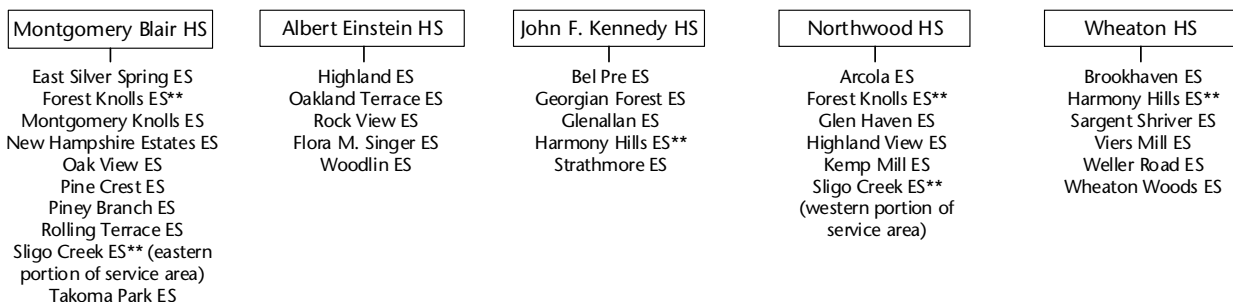 Montgomery Blair HS
East Silver Spring ES
Forest Knolls ES**
Montgomery Knolls ES
New Hampshire Estates ES
Oak View ES
Pine Crest ES
Piney Branch ES
Rolling Terrace ES
Sligo Creek ES** (eastern
portion of service area)
Takoma Park ES
Albert Einstein HS
Highland ES
Oakland Terrace ES
Rock View ES
Flora M. Singer ES
Woodlin ES
John F. Kennedy HS
Bel Pre ES
Georgian Forest ES
Glenallan ES
Harmony Hills ES**
Strathmore ES
Northwood HS
Arcola ES
Forest Knolls ES**
Glen Haven ES
Highland View ES
Kemp Mill ES
Sligo Creek ES**
(western portion of
service area)
Wheaton HS
Brookhaven ES
Harmony Hills ES**
Sargent Shriver ES
Viers Mill ES
Weller Road ES
Wheaton Woods ES